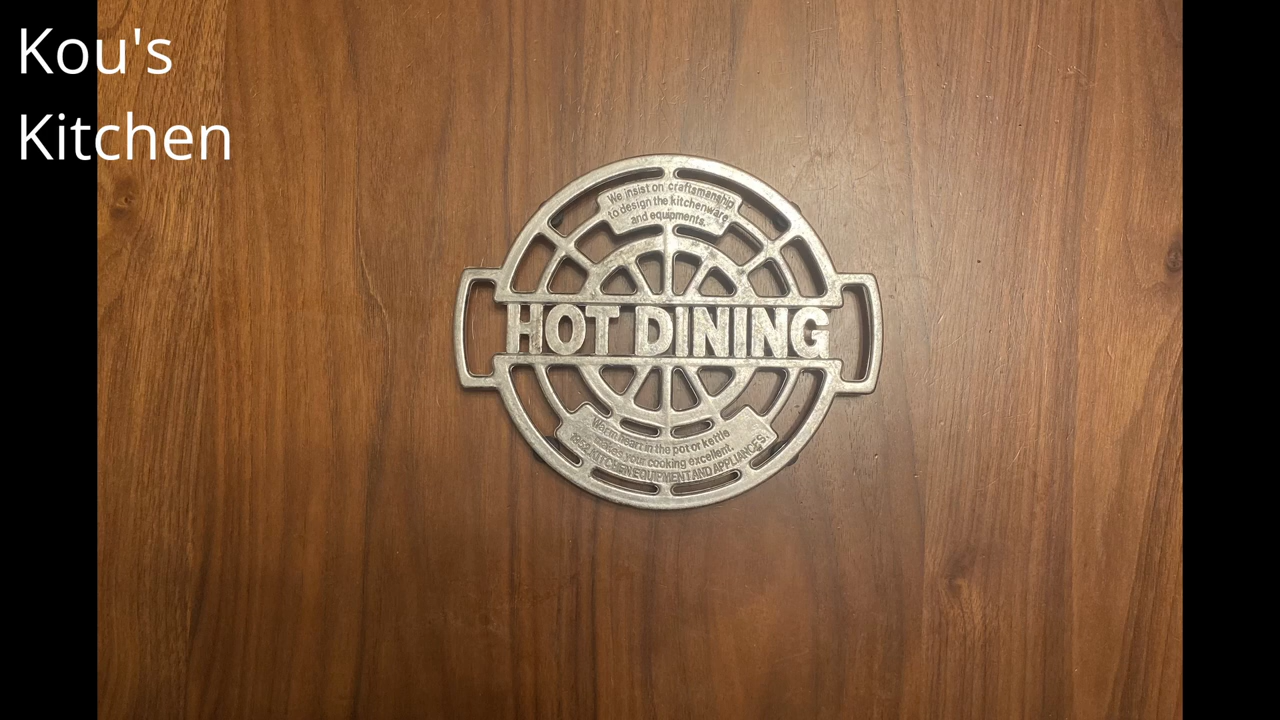 Kou's
Kitchen
We insist on craftsmanship
to design the kitchenware
and equipments.
HOT DINING
Warm heart in the pot or kettle
makes your cooking excellent.
1952 KITCHEN EQUIPMENT AND APPLIANCES.